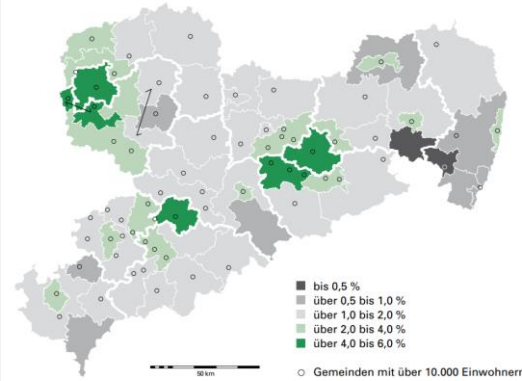 bis 0,5 %
über 0,5 bis 1,0 %
über 1,0 bis 2,0 %
über 2,0 bis 4,0 %
über 4,0 bis 6,0 %
50 km
Gemeinden mit über 10.000 Einwohnern